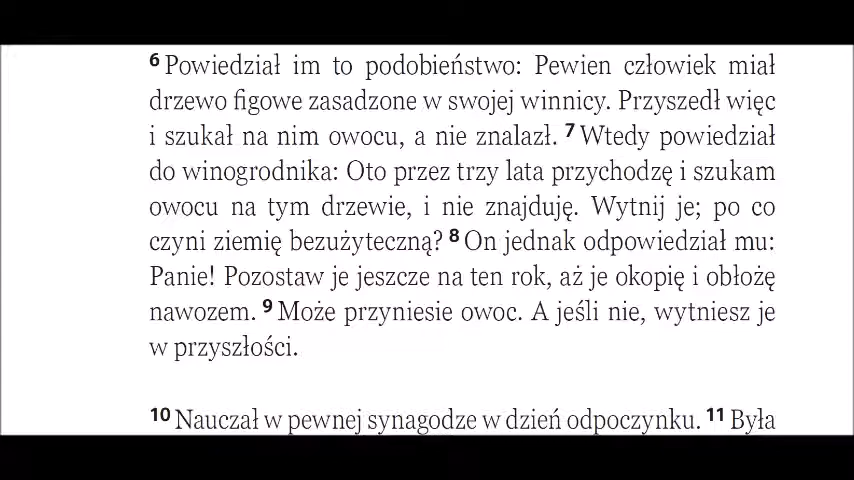 6 Powiedział im to podobieństwo: Pewien człowiek miał
drzewo figowe zasadzone w swojej winnicy. Przyszedł więc
i szukał na nim owocu, a nie znalazł. 7 Wtedy powiedział
do winogrodnika: Oto przez trzy lata przychodzę i szukam
owocu na tym drzewie, i nie znajduję. Wytnij je; po co
czyni ziemię bezużyteczną? 8 On jednak odpowiedział mu:
Panie! Pozostaw je jeszcze na ten rok, aż je okopię i obłożę
nawozem. 9 Może przyniesie owoc. A jeśli nie, wytniesz je
w przyszłości.
10 Nauczał w pewnej synagodze w dzień odpoczynku. 11 Była